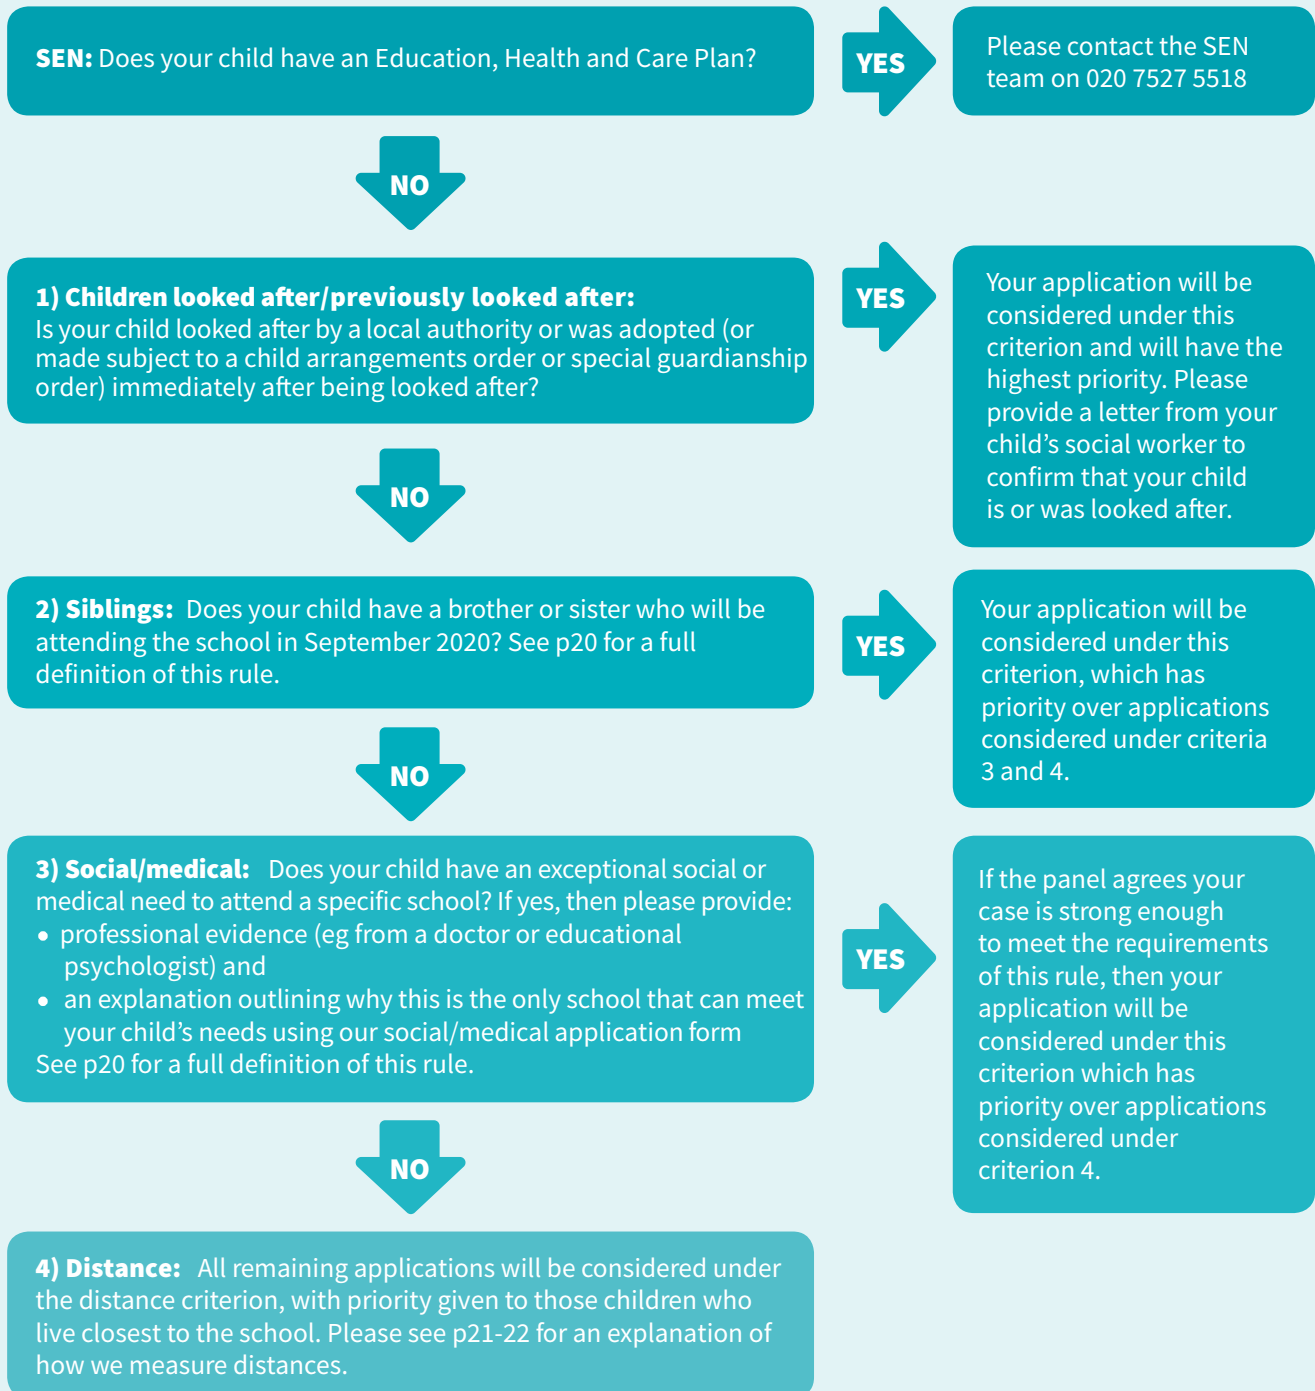 SEN: Does your child have an Education, Health and Care Plan?
YES
Please contact the SEN
team on 020 7527 5518
NO
1) Children looked after/previously looked after:
Is your child looked after by a local authority or was adopted (or
made subject to a child arrangements order or special guardianship
order) immediately after being looked after?
YES
Your application will be
considered under this
criterion and will have the
highest priority. Please
provide a letter from your
child’s social worker to
confirm that your child
is or was looked after.
NO
2) Siblings: Does your child have a brother or sister who will be
attending the school in September 2020? See p20 for a full
definition of this rule.
YES
Your application will be
considered under this
criterion, which has
priority over applications
considered under criteria
3 and 4.
NO
3) Social/medical: Does your child have an exceptional social or
medical need to attend a specific school? If yes, then please provide:
• professional evidence (eg from a doctor or educational
psychologist) and
• an explanation outlining why this is the only school that can meet
your child’s needs using our social/medical application form
See p20 for a full definition of this rule.
YES
If the panel agrees your
case is strong enough
to meet the requirements
of this rule, then your
application will be
considered under this
criterion which has
priority over applications
considered under
criterion 4.
NO
4) Distance: All remaining applications will be considered under
the distance criterion, with priority given to those children who
live closest to the school. Please see p21-22 for an explanation of
how we measure distances.